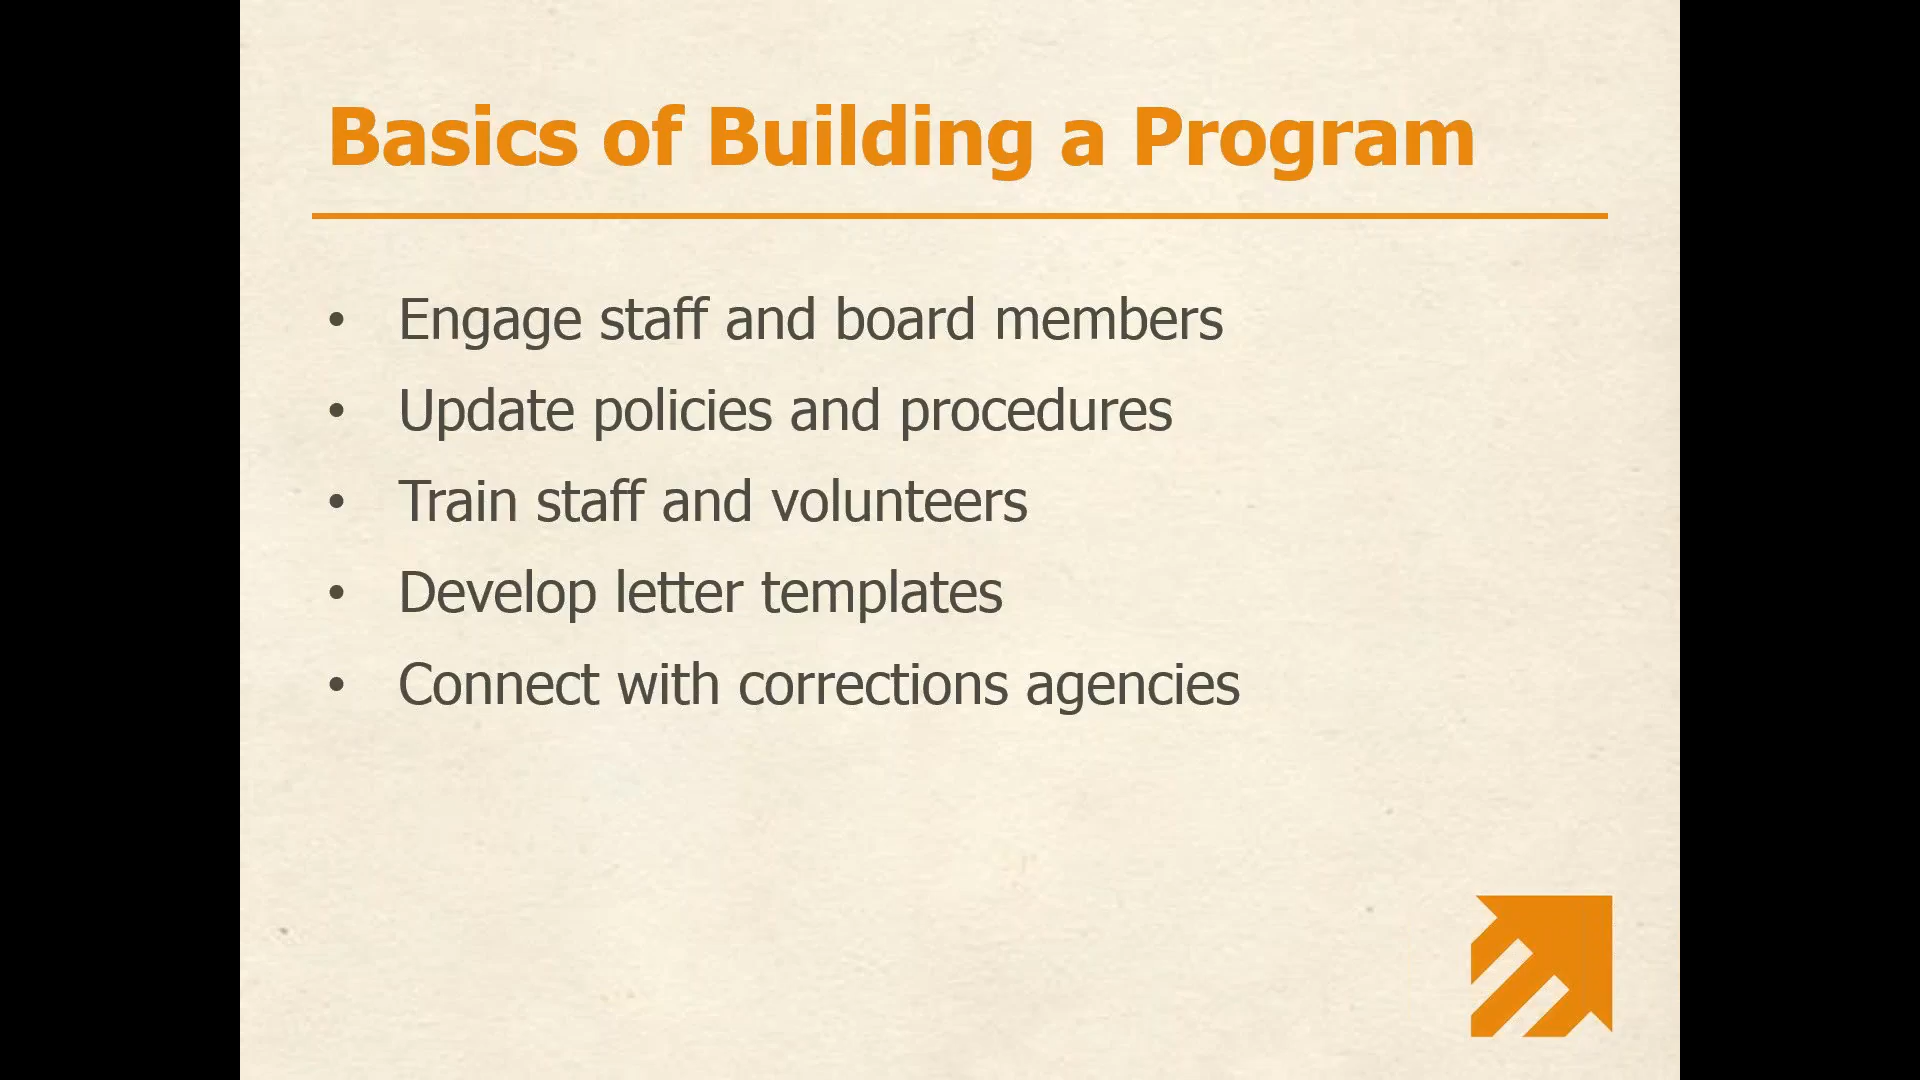 Basics of Building a Program
• Engage staff and board members
• Update policies and procedures
• Train staff and volunteers
• Develop letter templates
• Connect with corrections agencies